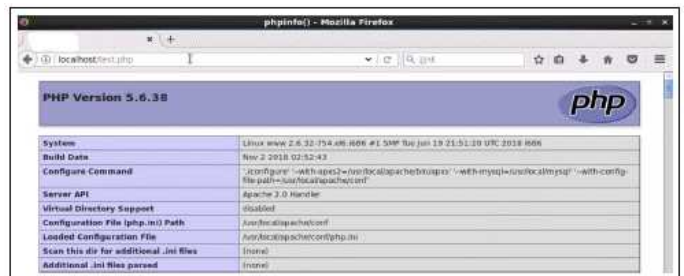 phpinfo() - Mozilla Firefox
localhost/test.php
PHP Version 5.6.38
php
System Linux www 2.6.32-754.el6.i686 #1 SMP Tue Jun 19 21:51:20 UTC 2018 i686
Build Date Nov 2 2018 02:52:43
Configure Command './configure' '--with-apxs2=/usr/local/apache/bin/apxs' '--with-mysql=/usr/local/mysql' '--with-config-
file-path=/usr/local/apache/conf'
Server API Apache 2.0 Handler
Virtual Directory Support disabled
Configuration File (php.ini) Path /usr/local/apache/conf
Loaded Configuration File /usr/local/apache/conf/php.ini
Scan this dir for additional .ini files (none)
Additional .ini files parsed (none)